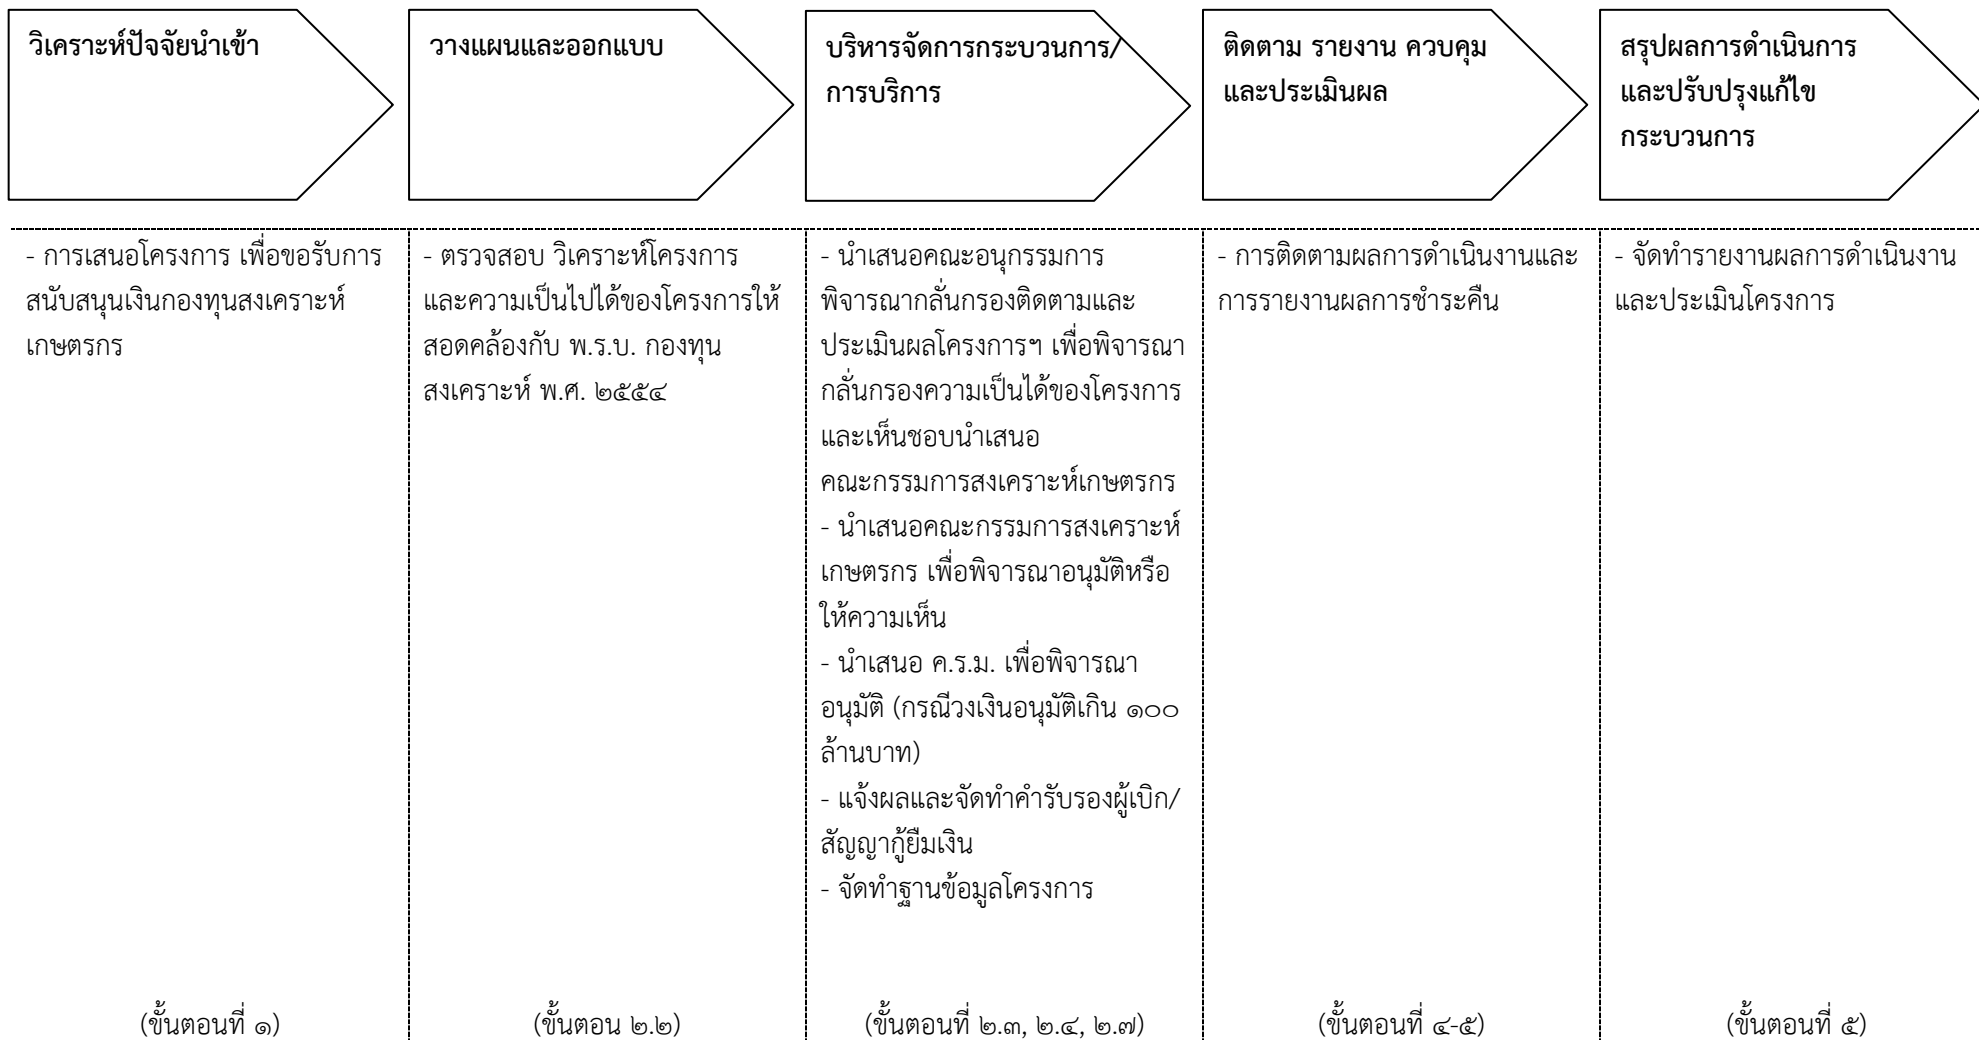 วิเคราะห์ปัจจัยนำเข้า
วางแผนและออกแบบ
บริหารจัดการกระบวนการ/
การบริการ
ติดตาม รายงาน ควบคุม
และประเมินผล
สรุปผลการดำเนินการ
และปรับปรุงแก้ไข
กระบวนการ
- การเสนอโครงการ เพื่อขอรับการ
สนับสนุนเงินกองทุนสงเคราะห์
เกษตรกร
(ขั้นตอนที่ ๑)
- ตรวจสอบ วิเคราะห์โครงการ
และความเป็นไปได้ของโครงการให้
สอดคล้องกับ พ.ร.บ. กองทุน
สงเคราะห์ พ.ศ. ๒๕๕๔
(ขั้นตอน ๒.๒)
- นำเสนอคณะอนุกรรมการ
พิจารณากลั่นกรองติดตามและ
ประเมินผลโครงการฯ เพื่อพิจารณา
กลั่นกรองความเป็นได้ของโครงการ
และเห็นชอบนำเสนอ
คณะกรรมการสงเคราะห์เกษตรกร
- นำเสนอคณะกรรมการสงเคราะห์
เกษตรกร เพื่อพิจารณาอนุมัติหรือ
ให้ความเห็น
- นำเสนอ ค.ร.ม. เพื่อพิจารณา
อนุมัติ (กรณีวงเงินอนุมัติเกิน ๑๐๐
ล้านบาท)
- แจ้งผลและจัดทำคำรับรองผู้เบิก/
สัญญากู้ยืมเงิน
- จัดทำฐานข้อมูลโครงการ
(ขั้นตอนที่ ๒.๓, ๒.๔, ๒.๗)
- การติดตามผลการดำเนินงานและ
การรายงานผลการชำระคืน
(ขั้นตอนที่ ๔-๕)
- จัดทำรายงานผลการดำเนินงาน
และประเมินโครงการ
(ขั้นตอนที่ ๕)